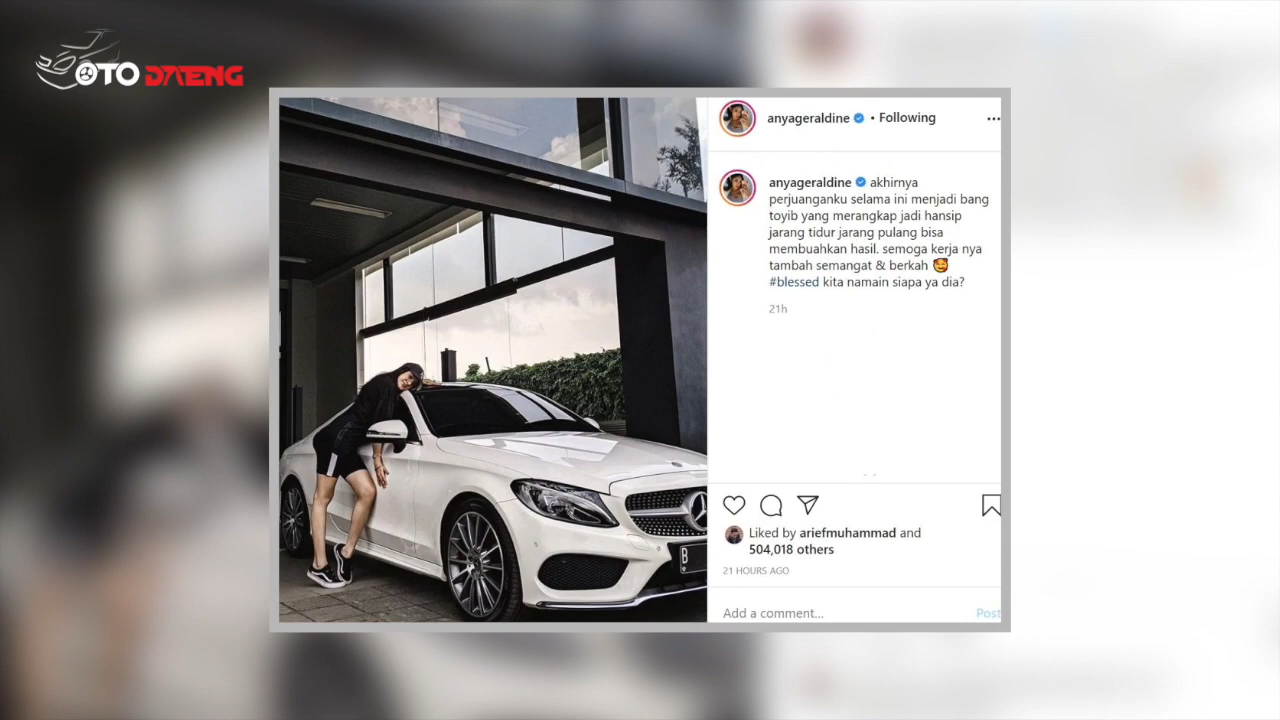 OTO DAENG
anyageraldine • Following
anyageraldine akhirnya
perjuanganku selama ini menjadi bang
toyib yang merangkap jadi hansip
jarang tidur jarang pulang bisa
membuahkan hasil. semoga kerja nya
tambah semangat & berkah 🥰
#blessed kita namain siapa ya dia?
21h
B
Liked by ariefmuhammad and
504,018 others
21 HOURS AGO
Add a comment... Post